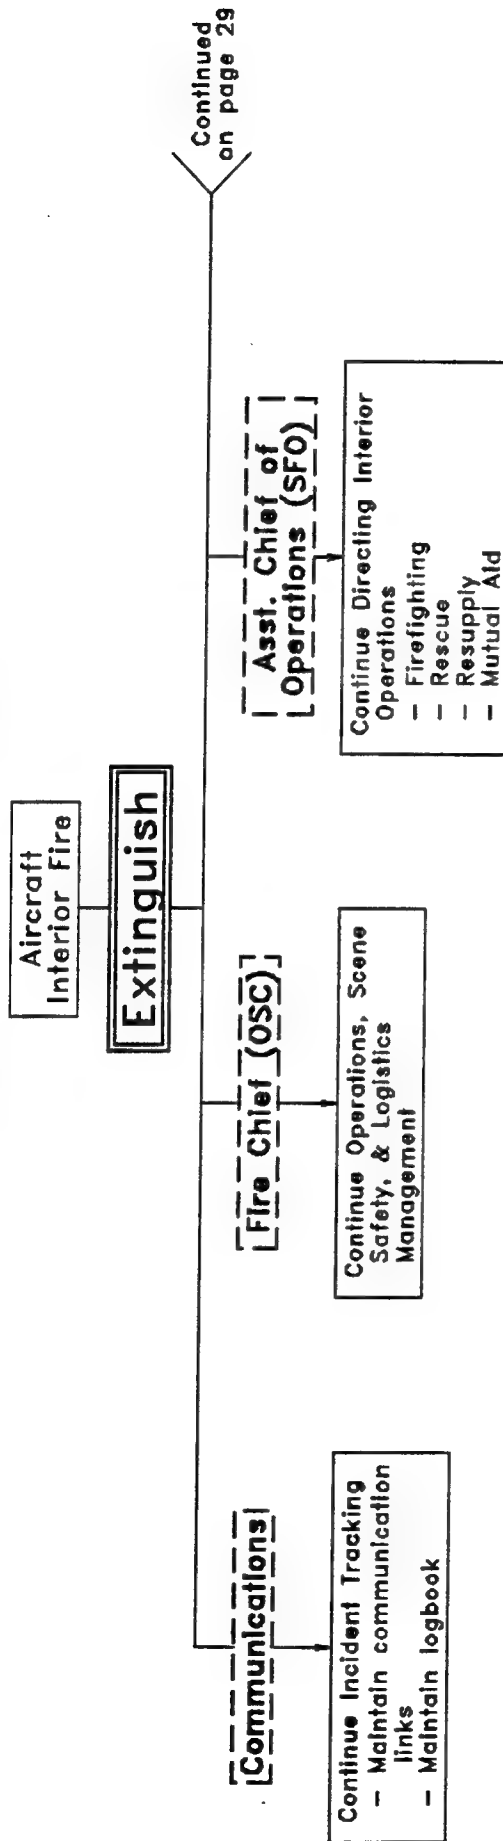 Aircraft
Interior Fire
Extinguish
Continued
on page 29
Communications
Continue Incident Tracking
– Maintain communication
links
– Maintain logbook
Fire Chief (OSC)
Continue Operations, Scene
Safety, & Logistics
Management
Asst. Chief of
Operations (SFO)
Continue Directing Interior
Operations
– Firefighting
– Rescue
– Resupply
– Mutual Aid